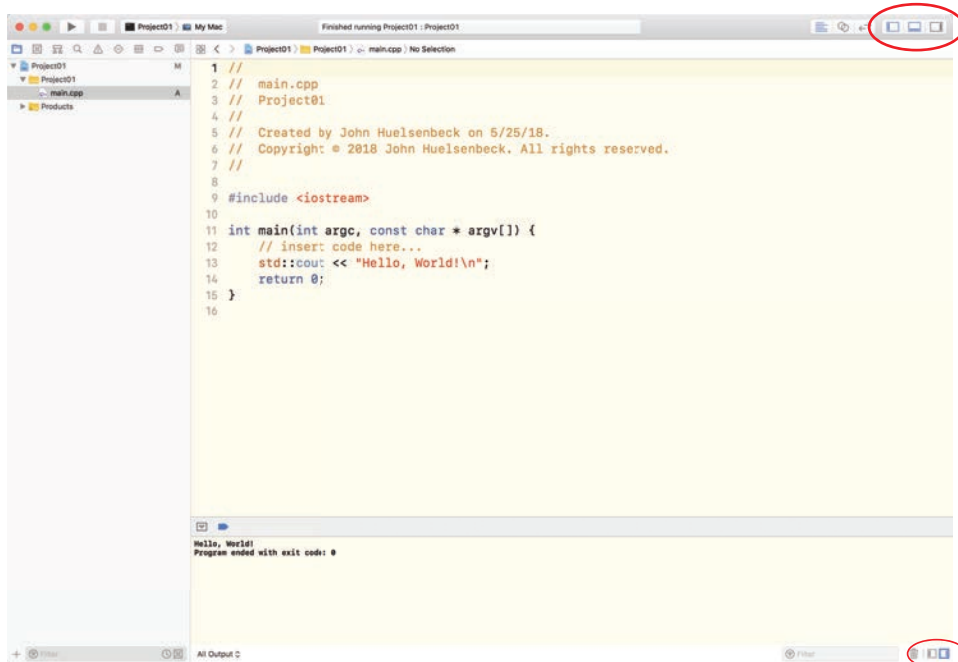 Project01 My Mac Finished running Project01 : Project01
Project01 Project01 main.cpp No Selection
Project01 M
Project01
main.cpp A
Products
1 //
2 // main.cpp
3 // Project01
4 //
5 // Created by John Huelsenbeck on 5/25/18.
6 // Copyright © 2018 John Huelsenbeck. All rights reserved.
7 //
8
9 #include <iostream>
10
11 int main(int argc, const char * argv[]) {
12 // insert code here...
13 std::cout << "Hello, World!\n";
14 return 0;
15 }
16
Hello, World!
Program ended with exit code: 0
Filter All Output Filter